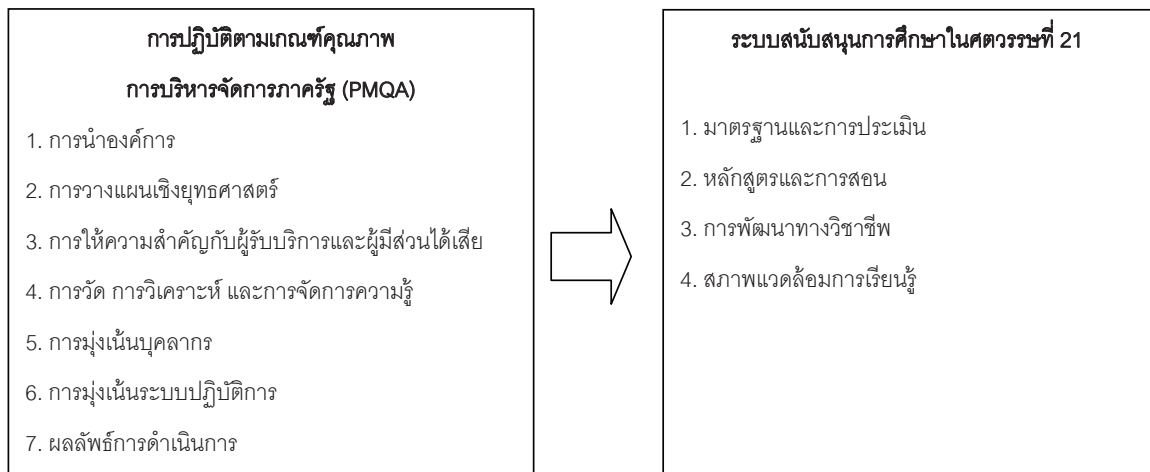 การปฏิบัติตามเกณฑ์คุณภาพ
การบริหารจัดการภาครัฐ (PMQA)
1. การนำองค์การ
2. การวางแผนเชิงยุทธศาสตร์
3. การให้ความสำคัญกับผู้รับบริการและผู้มีส่วนได้เสีย
4. การวัด การวิเคราะห์ และการจัดการความรู้
5. การมุ่งเน้นบุคลากร
6. การมุ่งเน้นระบบปฏิบัติการ
7. ผลลัพธ์การดำเนินการ
ระบบสนับสนุนการศึกษาในศตวรรษที่ 21
1. มาตรฐานและการประเมิน
2. หลักสูตรและการสอน
3. การพัฒนาทางวิชาชีพ
4. สภาพแวดล้อมการเรียนรู้